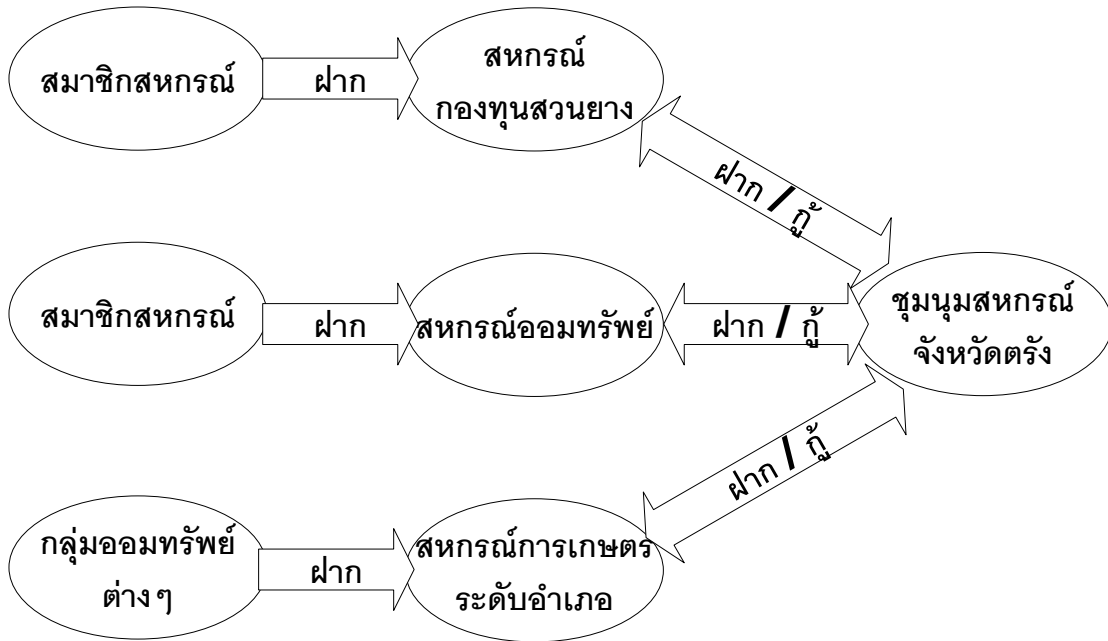 สมาชิกสหกรณ์
ฝาก
สหกรณ์
กองทุนสวนยาง
ฝาก / กู้
สมาชิกสหกรณ์
ฝาก
สหกรณ์ออมทรัพย์
ฝาก / กู้
ชุมนุมสหกรณ์
จังหวัดตรัง
ฝาก / กู้
กลุ่มออมทรัพย์
ต่าง ๆ
ฝาก
สหกรณ์การเกษตร
ระดับอำเภอ